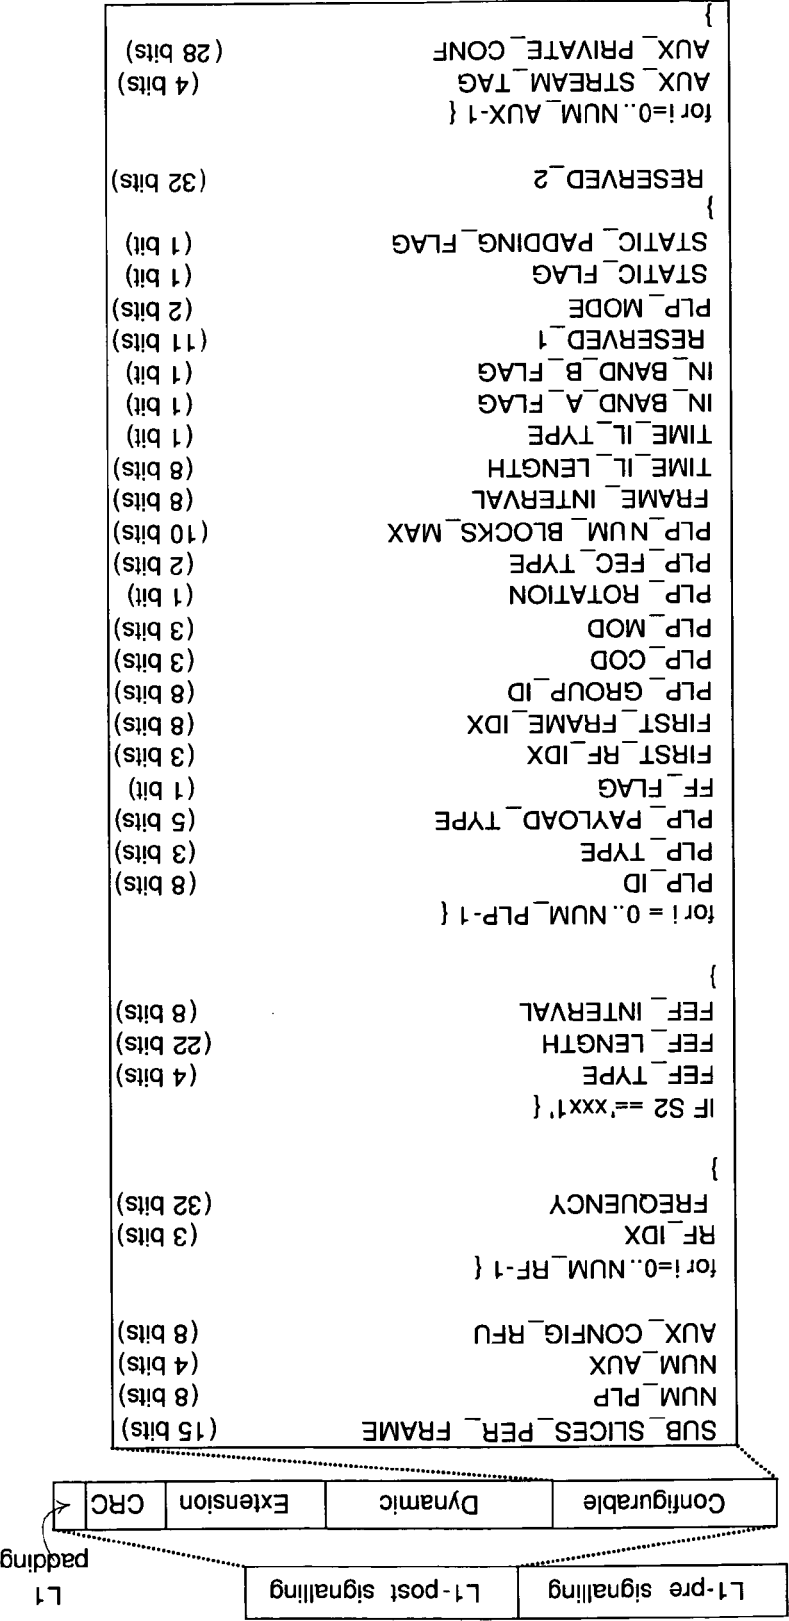 L1-pre signalling L1-post signalling L1
padding
Configurable Dynamic Extension CRC
SUB_SLICES_PER_FRAME (15 bits)
NUM_PLP (8 bits)
NUM_AUX (4 bits)
AUX_CONFIG_RFU (8 bits)
for i=0..NUM_RF-1 {
RF_IDX (3 bits)
FREQUENCY (32 bits)
}
IF S2 =='xxx1' {
FEF_TYPE (4 bits)
FEF_LENGTH (22 bits)
FEF_INTERVAL (8 bits)
}
for i = 0..NUM_PLP-1 {
PLP_ID (8 bits)
PLP_TYPE (3 bits)
PLP_PAYLOAD_TYPE (5 bits)
FF_FLAG (1 bit)
FIRST_RF_IDX (3 bits)
FIRST_FRAME_IDX (8 bits)
PLP_GROUP_ID (8 bits)
PLP_COD (3 bits)
PLP_MOD (3 bits)
PLP_ROTATION (1 bit)
PLP_FEC_TYPE (2 bits)
PLP_NUM_BLOCKS_MAX (10 bits)
FRAME_INTERVAL (8 bits)
TIME_IL_LENGTH (8 bits)
TIME_IL_TYPE (1 bit)
IN_BAND_A_FLAG (1 bit)
IN_BAND_B_FLAG (1 bit)
RESERVED_1 (11 bits)
PLP_MODE (2 bits)
STATIC_FLAG (1 bit)
STATIC_PADDING_FLAG (1 bit)
}
RESERVED_2 (32 bits)
for i=0..NUM_AUX-1 {
AUX_STREAM_TAG (4 bits)
AUX_PRIVATE_CONF (28 bits)
}